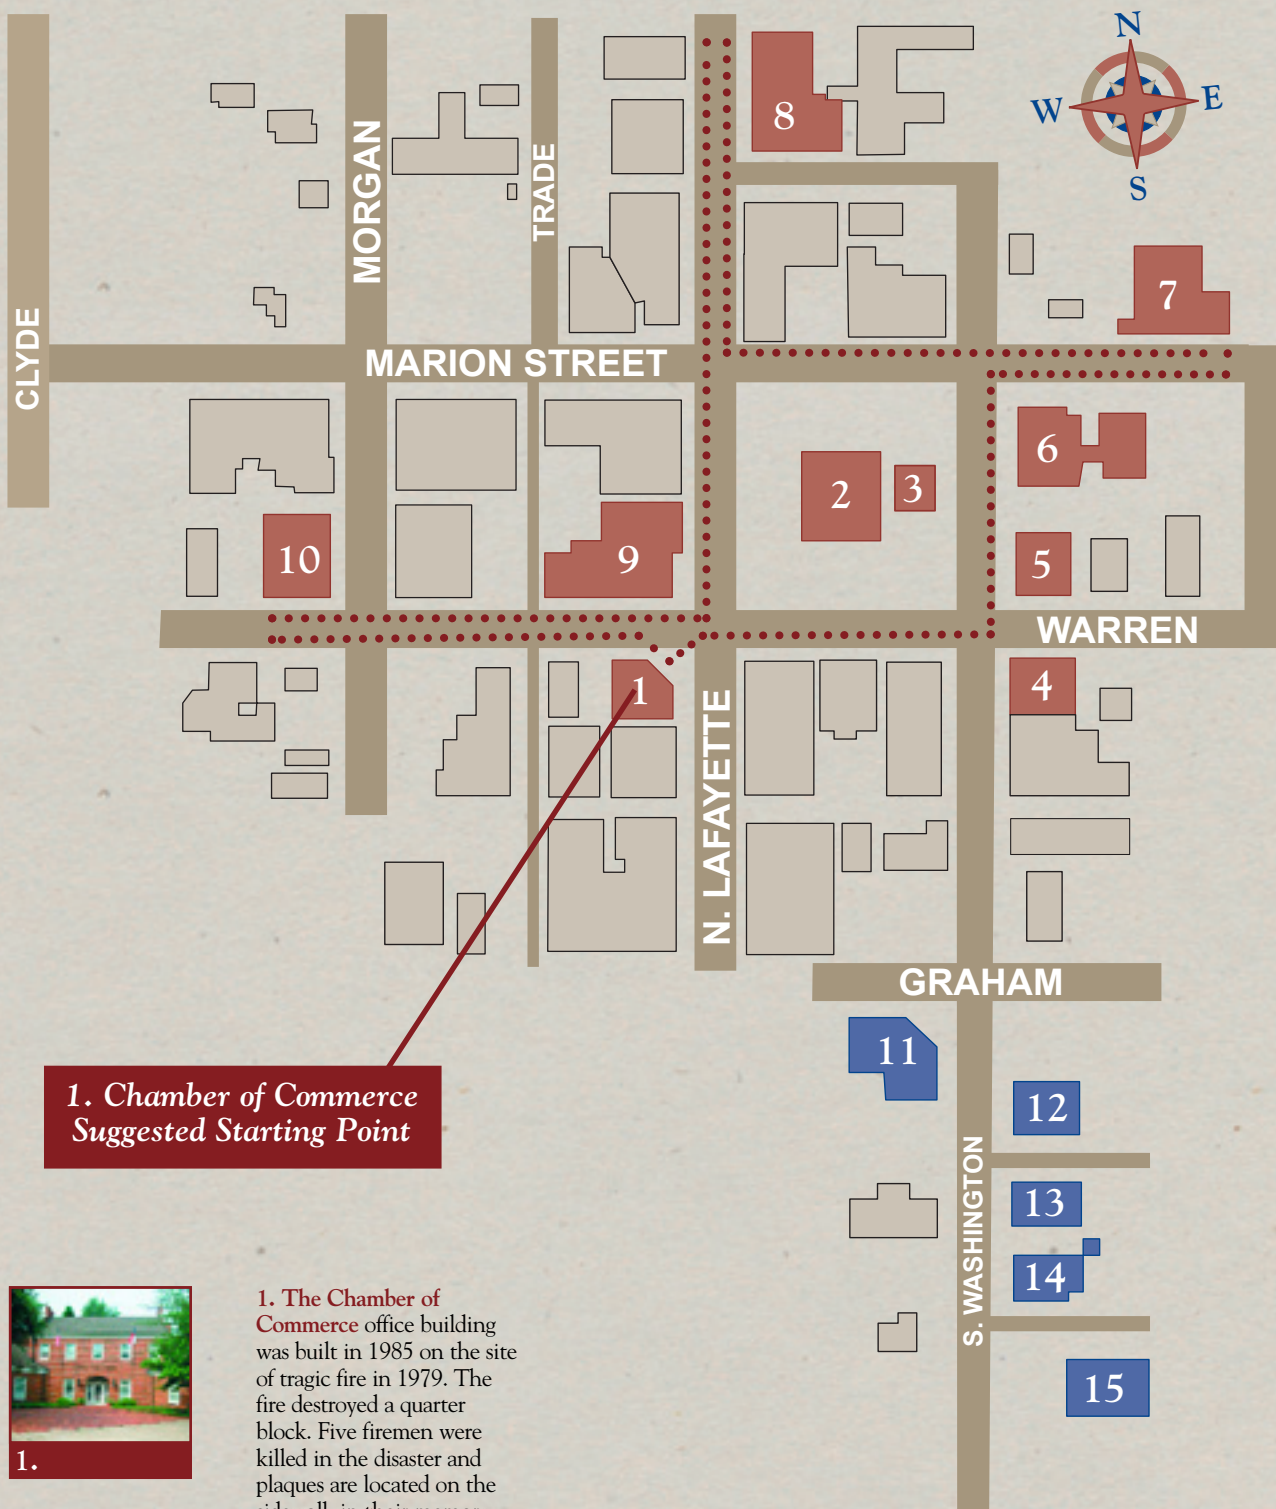 N
W
E
S
8
MORGAN
TRADE
7
CLYDE
MARION STREET
6
2
3
10
9
5
WARREN
1
4
N. LAFAYETTE
GRAHAM
11
12
1. Chamber of Commerce
Suggested Starting Point
S. WASHINGTON
13
14
15
1.
1. The Chamber of
Commerce office building
was built in 1985 on the site
of tragic fire in 1979. The
fire destroyed a quarter
block. Five firemen were
killed in the disaster and
plaques are located on the